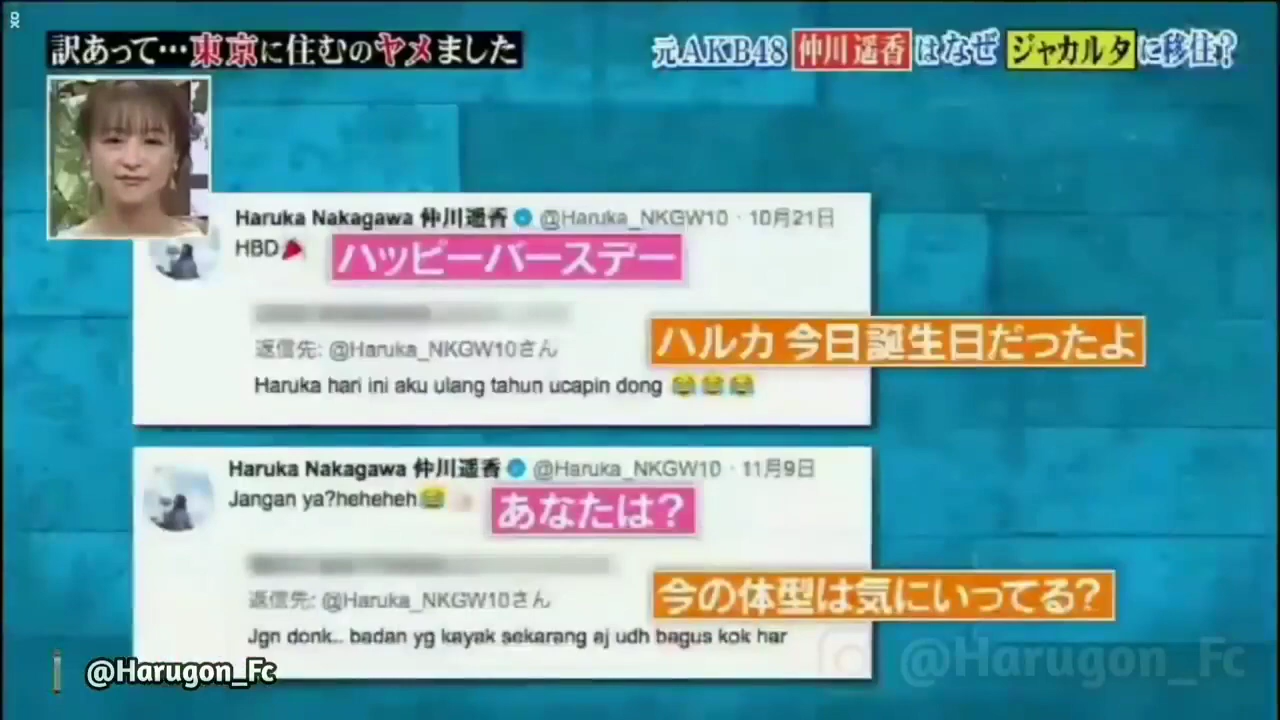 訳あって…東京に住むのヤメました
元AKB48 仲川遥香はなぜ ジャカルタに移住?
Haruka Nakagawa 仲川遥香 @Haruka_NKGW10 · 10月21日
HBD
ハッピーバースデー
返信先: @Haruka_NKGW10さん
ハルカ 今日誕生日だったよ
Haruka hari ini aku ulang tahun ucapin dong 😂😂😂
Haruka Nakagawa 仲川遥香 @Haruka_NKGW10 · 11月9日
Jangan ya?heheheh😂
あなたは?
返信先: @Haruka_NKGW10さん
今の体型は気にいってる?
Jgn donk.. badan yg kayak sekarang aj udh bagus kok har
@Harugon_Fc
@Harugon_Fc